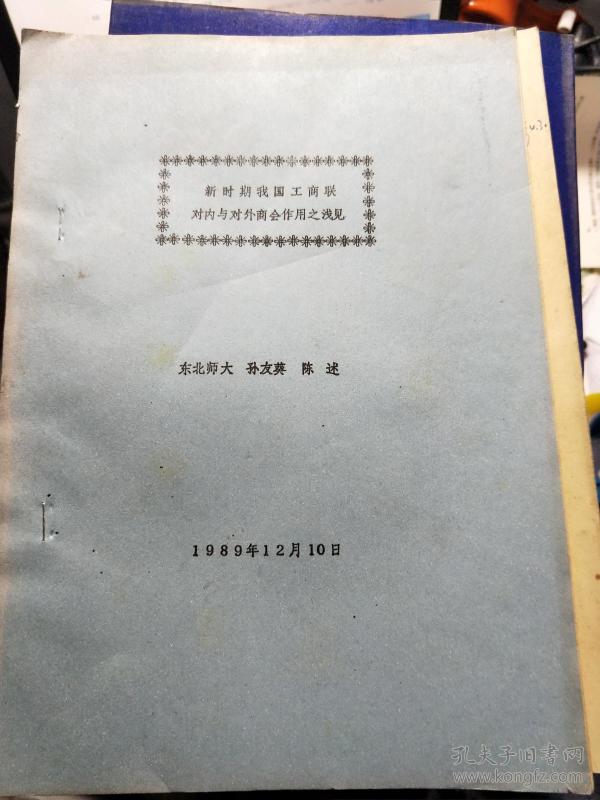 新时期我国工商联
对内与对外商会作用之浅见
东北师大 孙友葵 陈述
1989年12月10日
孔夫子旧书网
www.kongfz.com